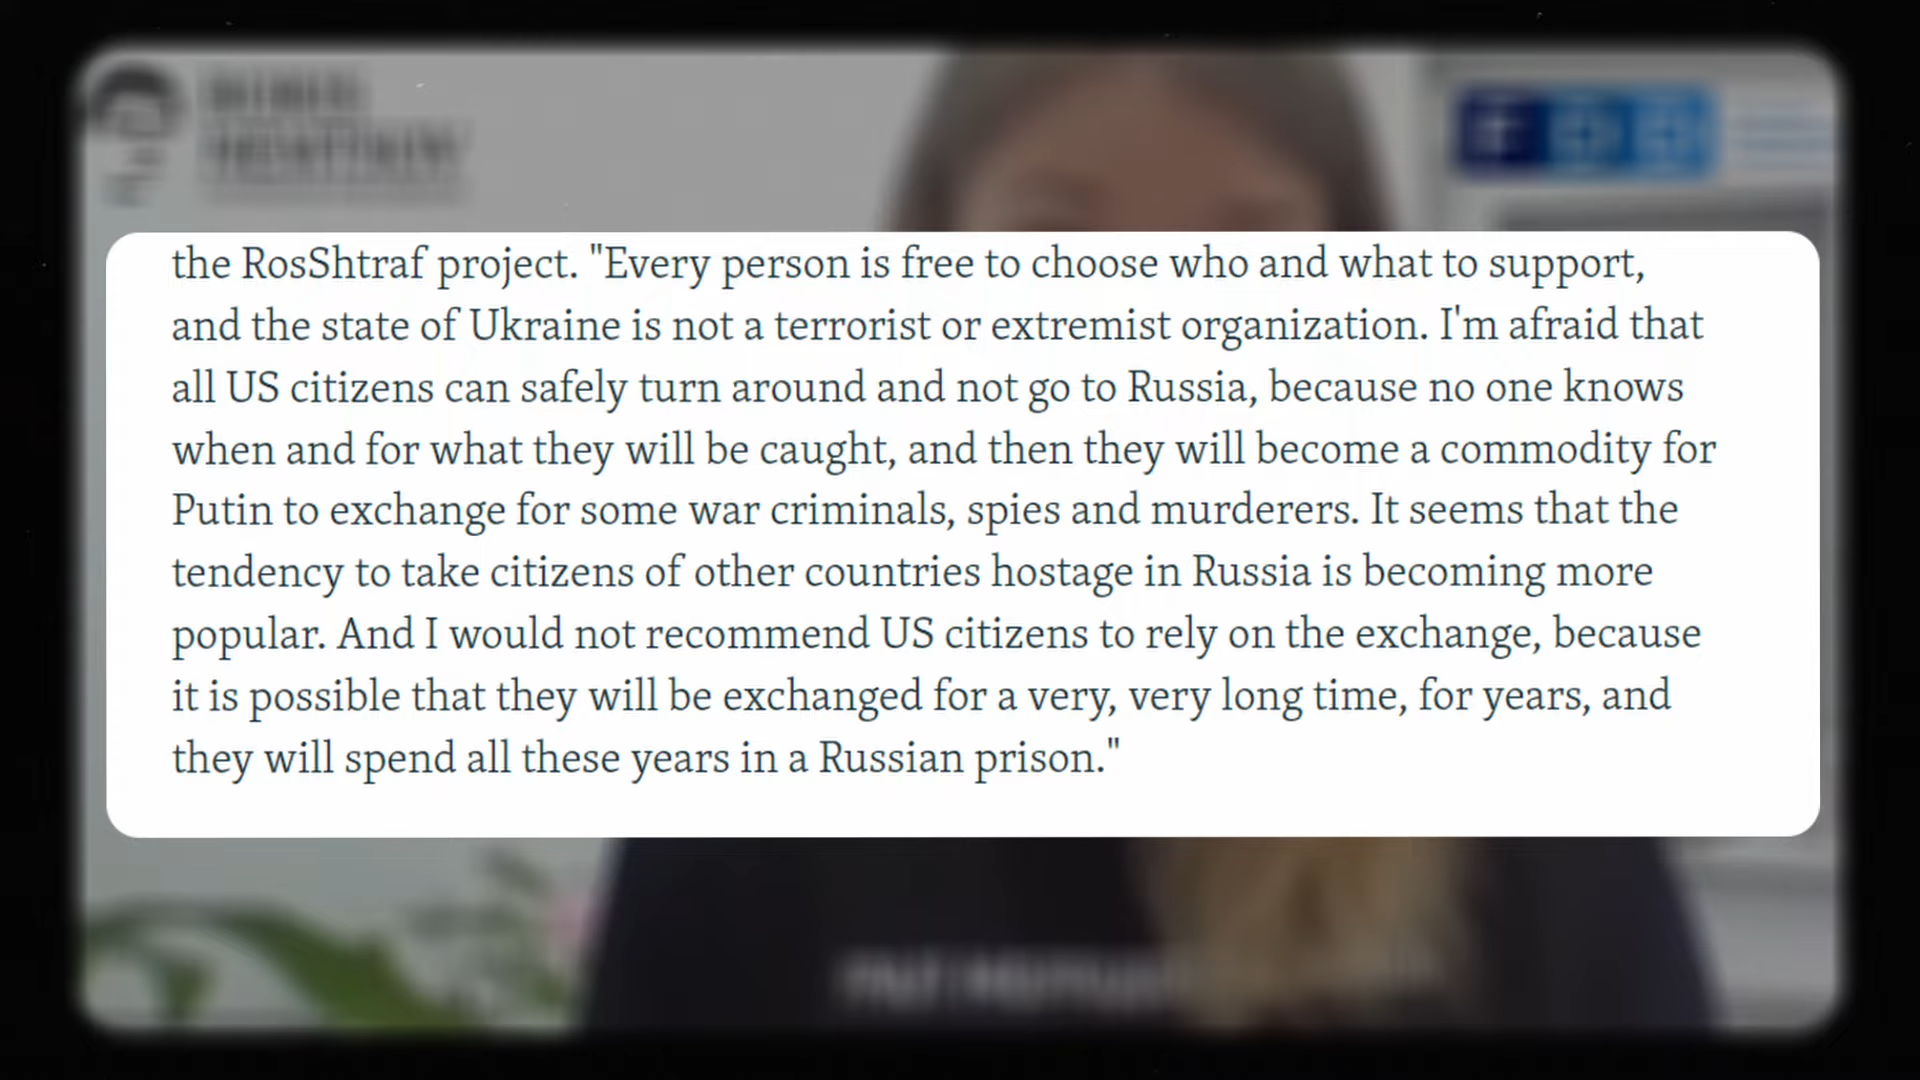 the RosShtraf project. "Every person is free to choose who and what to support,
and the state of Ukraine is not a terrorist or extremist organization. I'm afraid that
all US citizens can safely turn around and not go to Russia, because no one knows
when and for what they will be caught, and then they will become a commodity for
Putin to exchange for some war criminals, spies and murderers. It seems that the
tendency to take citizens of other countries hostage in Russia is becoming more
popular. And I would not recommend US citizens to rely on the exchange, because
it is possible that they will be exchanged for a very, very long time, for years, and
they will spend all these years in a Russian prison."